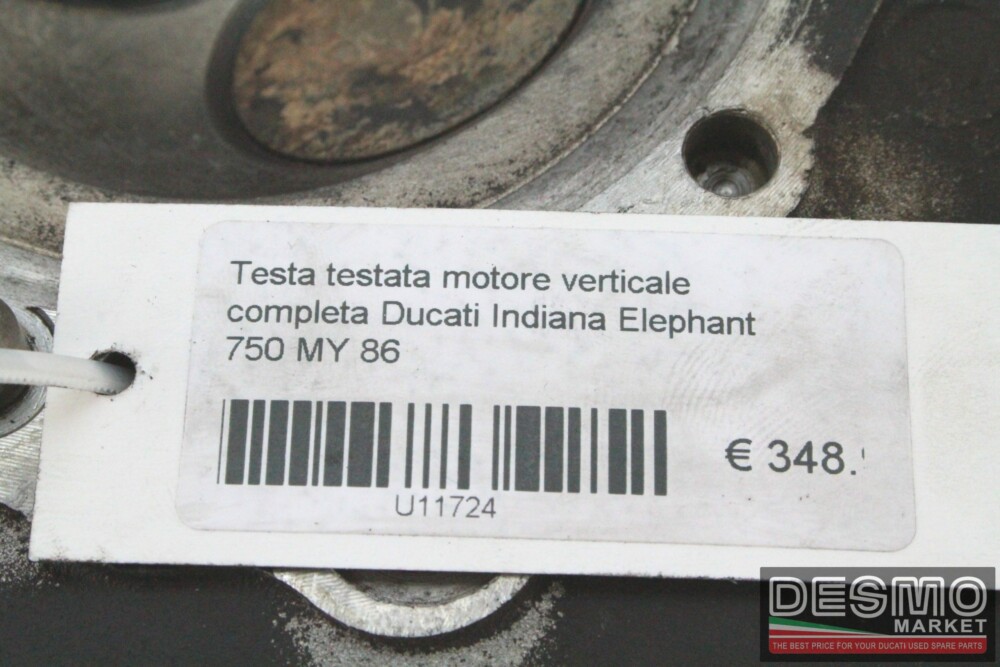 Testa testata motore verticale
completa Ducati Indiana Elephant
750 MY 86
€ 348.
U11724
DESMO
MARKET
THE BEST PRICE FOR YOUR DUCATI USED SPARE PARTS